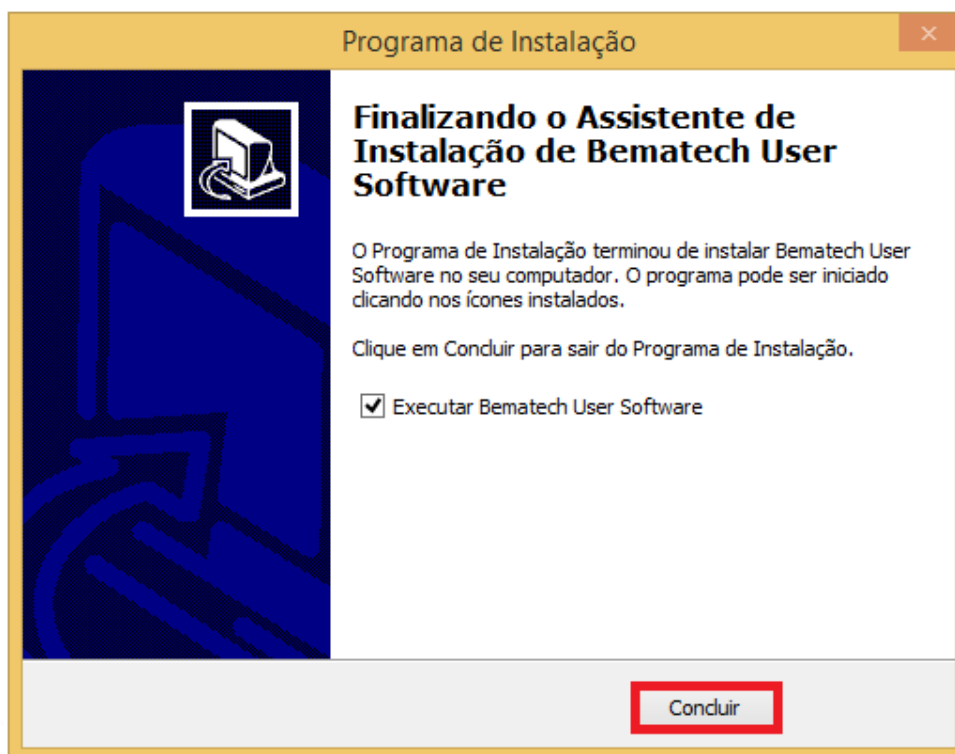 Programa de Instalação
Finalizando o Assistente de
Instalação de Bematech User
Software
O Programa de Instalação terminou de instalar Bematech User
Software no seu computador. O programa pode ser iniciado
clicando nos ícones instalados.
Clique em Concluir para sair do Programa de Instalação.
Executar Bematech User Software
Concluir